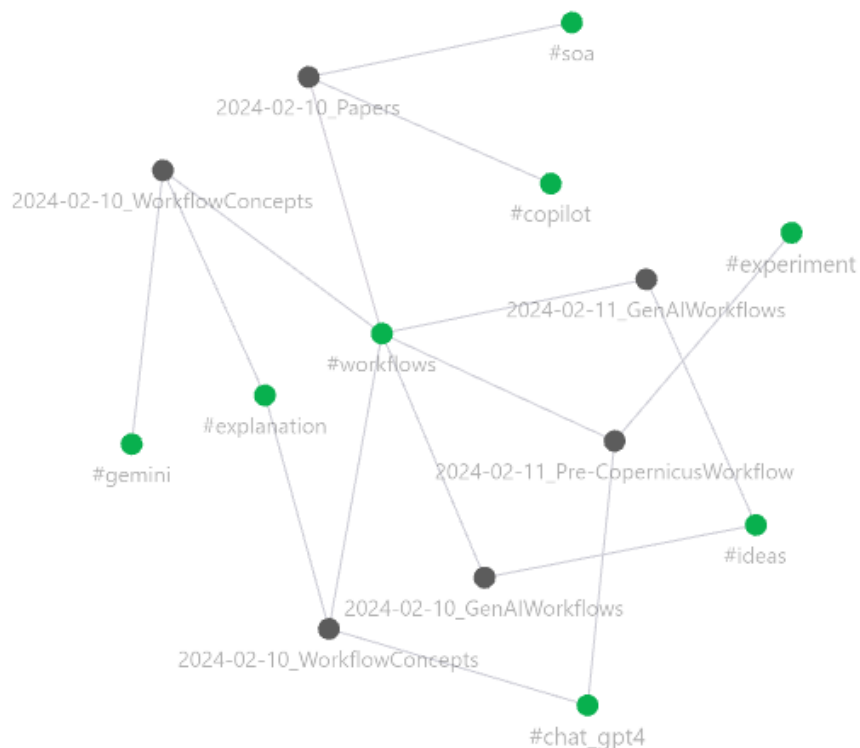 #soa
2024-02-10_Papers
2024-02-10_WorkflowConcepts
#copilot
#experiment
2024-02-11_GenAIWorkflows
#workflows
#explanation
#gemini
2024-02-11_Pre-CopernicusWorkflow
#ideas
2024-02-10_GenAIWorkflows
2024-02-10_WorkflowConcepts
#chat_gpt4